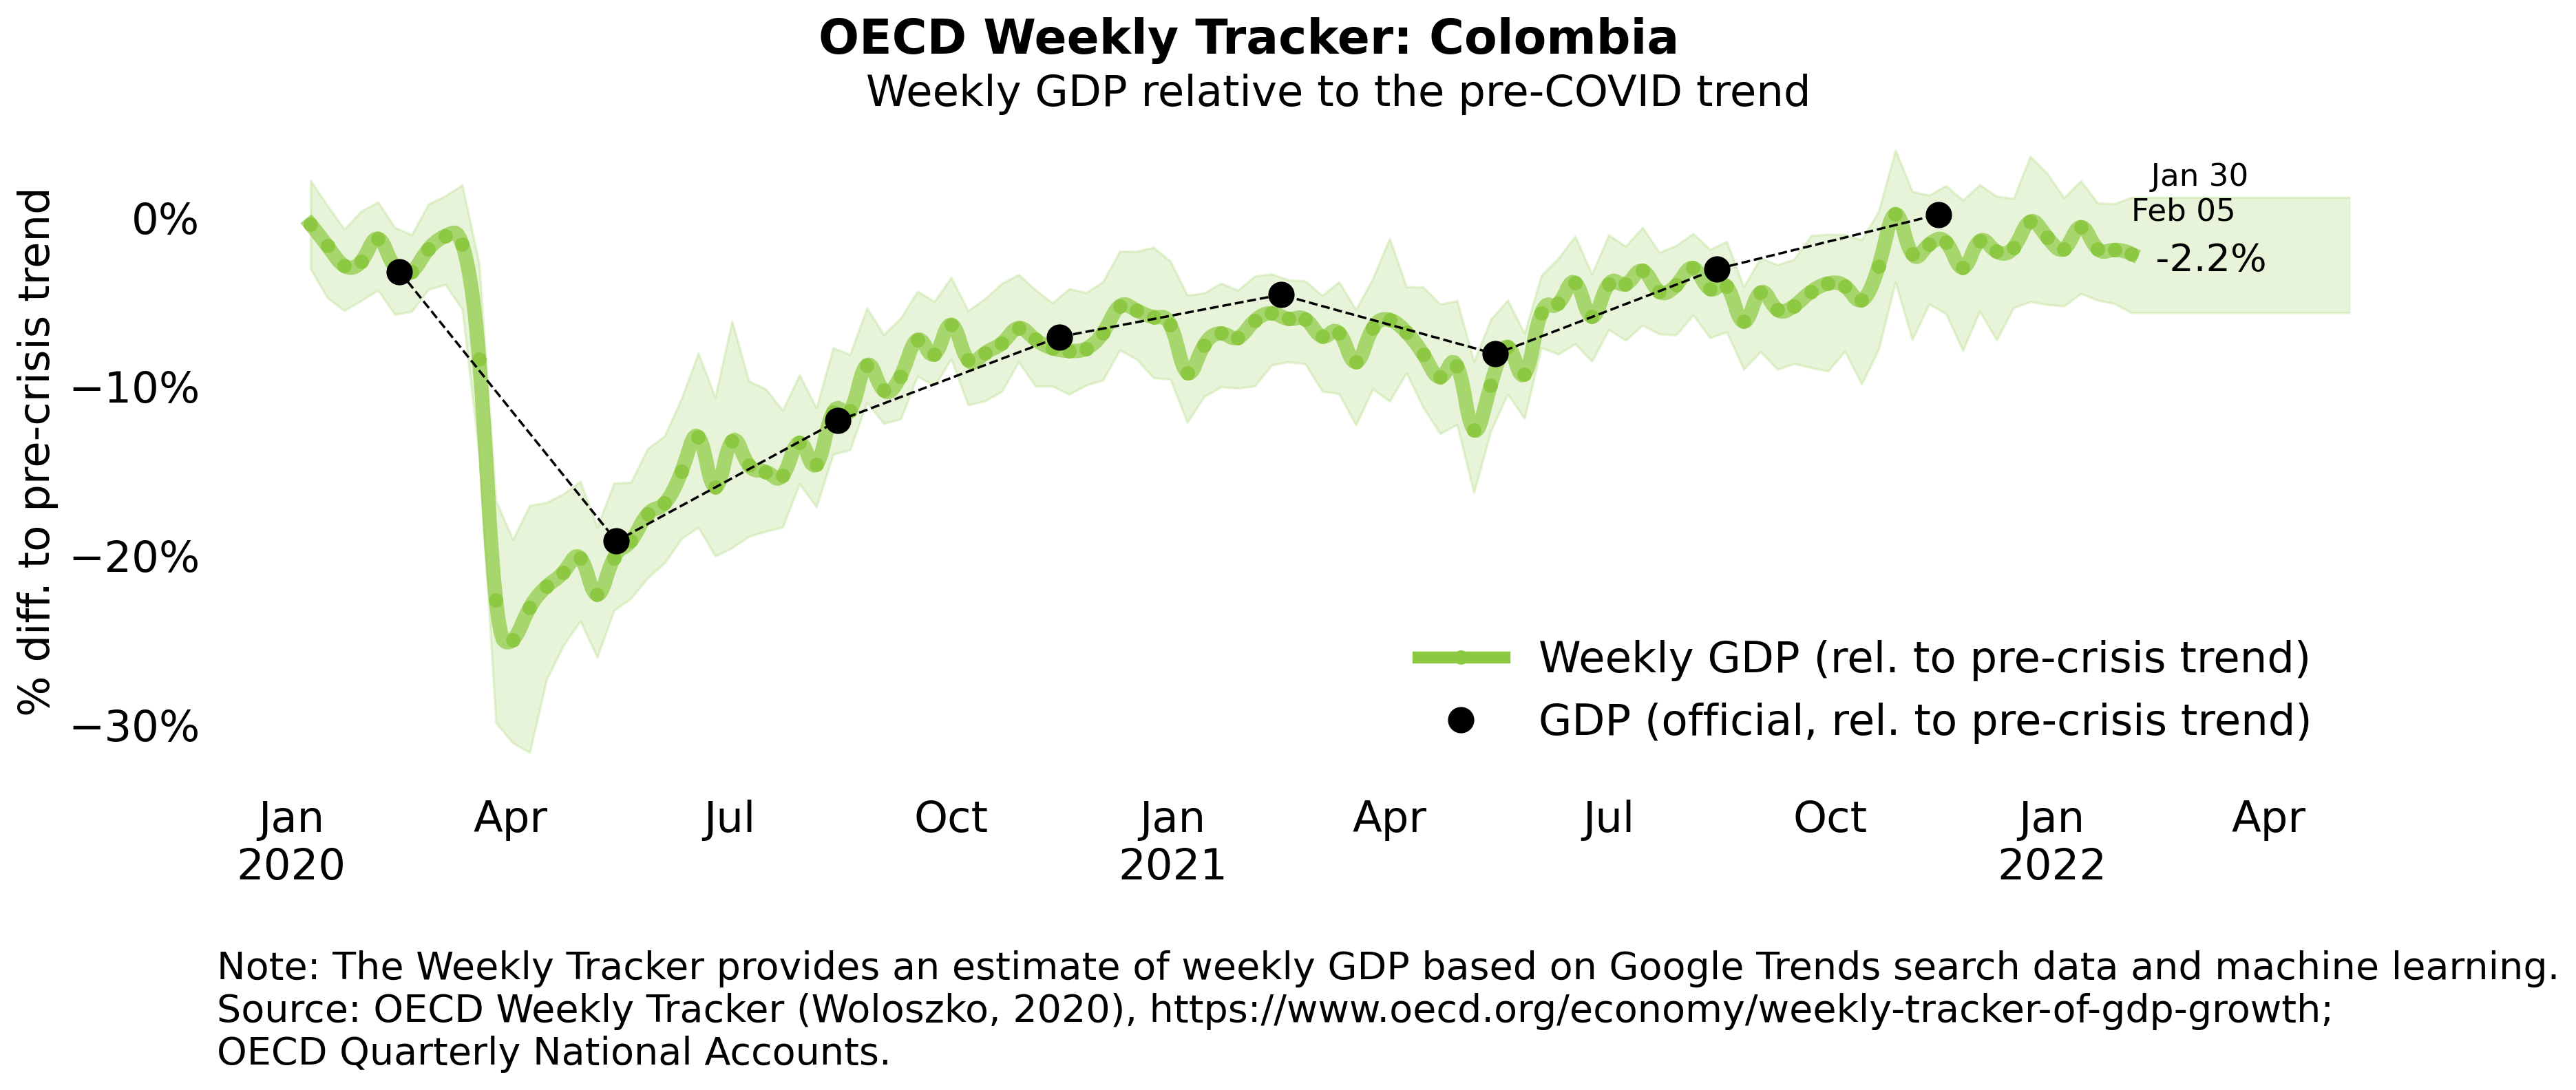 OECD Weekly Tracker: Colombia
Weekly GDP relative to the pre-COVID trend
% diff. to pre-crisis trend
0%
−10%
−20%
−30%
Jan 30
Feb 05
-2.2%
Weekly GDP (rel. to pre-crisis trend)
GDP (official, rel. to pre-crisis trend)
Jan Apr Jul Oct Jan Apr Jul Oct Jan Apr
2020 2021 2022
Note: The Weekly Tracker provides an estimate of weekly GDP based on Google Trends search data and machine learning.
Source: OECD Weekly Tracker (Woloszko, 2020), https://www.oecd.org/economy/weekly-tracker-of-gdp-growth;
OECD Quarterly National Accounts.